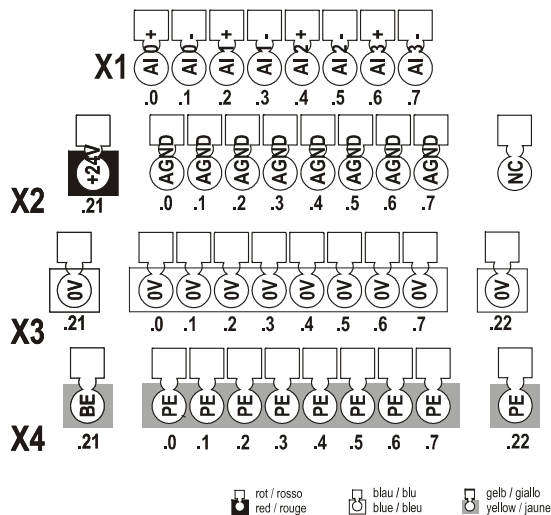 AI 0+ AI 0- AI 1+ AI 1- AI 2+ AI 2- AI 3+ AI 3-
X1
.0 .1 .2 .3 .4 .5 .6 .7
+24V AGND AGND AGND AGND AGND AGND AGND AGND NC
X2
.21 .0 .1 .2 .3 .4 .5 .6 .7
0V 0V 0V 0V 0V 0V 0V 0V 0V 0V
X3
.21 .0 .1 .2 .3 .4 .5 .6 .7 .22
BE PE PE PE PE PE PE PE PE PE
X4
.21 .0 .1 .2 .3 .4 .5 .6 .7 .22
rot / rosso blau / blu gelb / giallo
red / rouge blue / bleu yellow / jaune